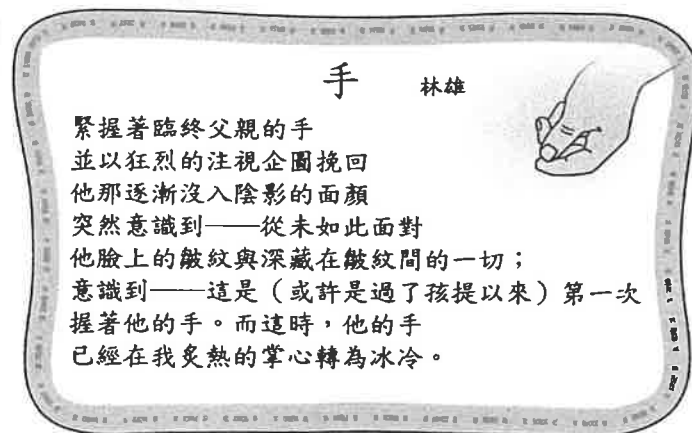 手 林雄
緊握著臨終父親的手
並以狂烈的注視企圖挽回
他那逐漸沒入陰影的面顏
突然意識到——從未如此面對
他臉上的皺紋與深藏在皺紋間的一切；
意識到——這是（或許是過了孩提以來）第一次
握著他的手。而這時，他的手
已經在我炙熱的掌心轉為冰冷。